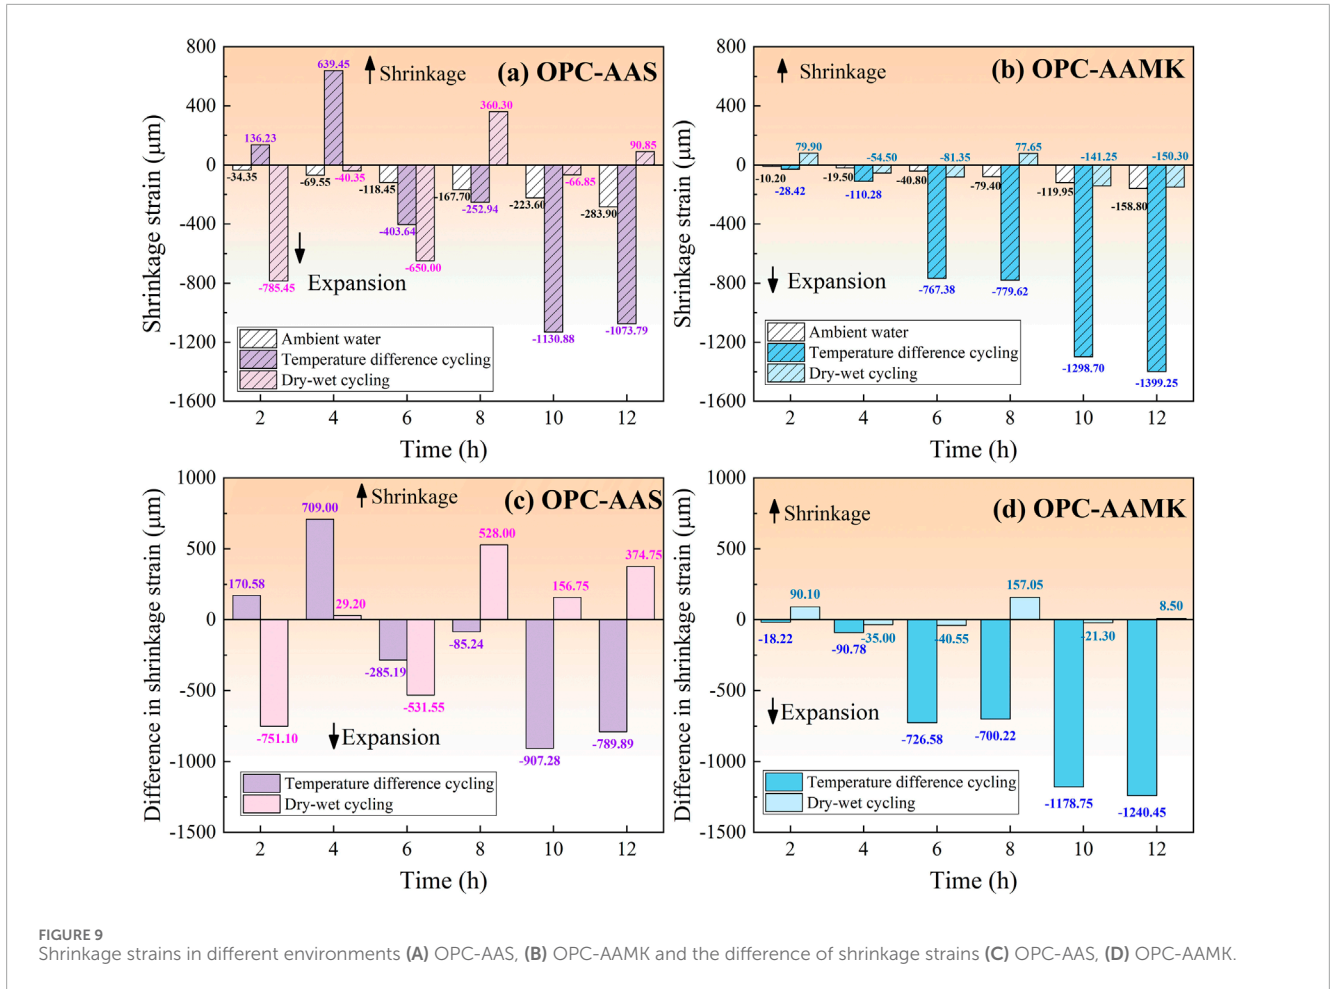 (a) OPC-AAS
Shrinkage
Expansion
Shrinkage strain (μm)
800
400
0
-400
-800
-1200
-1600
136.23
639.45
360.30
90.85
-34.35
-69.55
-40.35
-118.45
-167.70
-252.94
-223.60
-66.85
-283.90
-403.64
-650.00
-785.45
-1130.88
-1073.79
Ambient water
Temperature difference cycling
Dry-wet cycling
2 4 6 8 10 12
Time (h)
(b) OPC-AAMK
Shrinkage
Expansion
Shrinkage strain (μm)
800
400
0
-400
-800
-1200
-1600
79.90
-54.50
-81.35
77.65
-141.25
-150.30
-10.20
-28.42
-19.50
-110.28
-40.80
-79.40
-119.95
-158.80
-767.38
-779.62
-1298.70
-1399.25
Ambient water
Temperature difference cycling
Dry-wet cycling
2 4 6 8 10 12
Time (h)
(c) OPC-AAS
Shrinkage
Expansion
Difference in shrinkage strain (μm)
1000
500
0
-500
-1000
-1500
170.58
709.00
29.20
528.00
156.75
374.75
-85.24
-285.19
-531.55
-751.10
-907.28
-789.89
Temperature difference cycling
Dry-wet cycling
2 4 6 8 10 12
Time (h)
(d) OPC-AAMK
Shrinkage
Expansion
Difference in shrinkage strain (μm)
1000
500
0
-500
-1000
-1500
90.10
157.05
8.50
-18.22
-90.78
-35.00
-40.55
-21.30
-726.58
-700.22
-1178.75
-1240.45
Temperature difference cycling
Dry-wet cycling
2 4 6 8 10 12
Time (h)
FIGURE 9
Shrinkage strains in different environments (A) OPC-AAS, (B) OPC-AAMK and the difference of shrinkage strains (C) OPC-AAS, (D) OPC-AAMK.